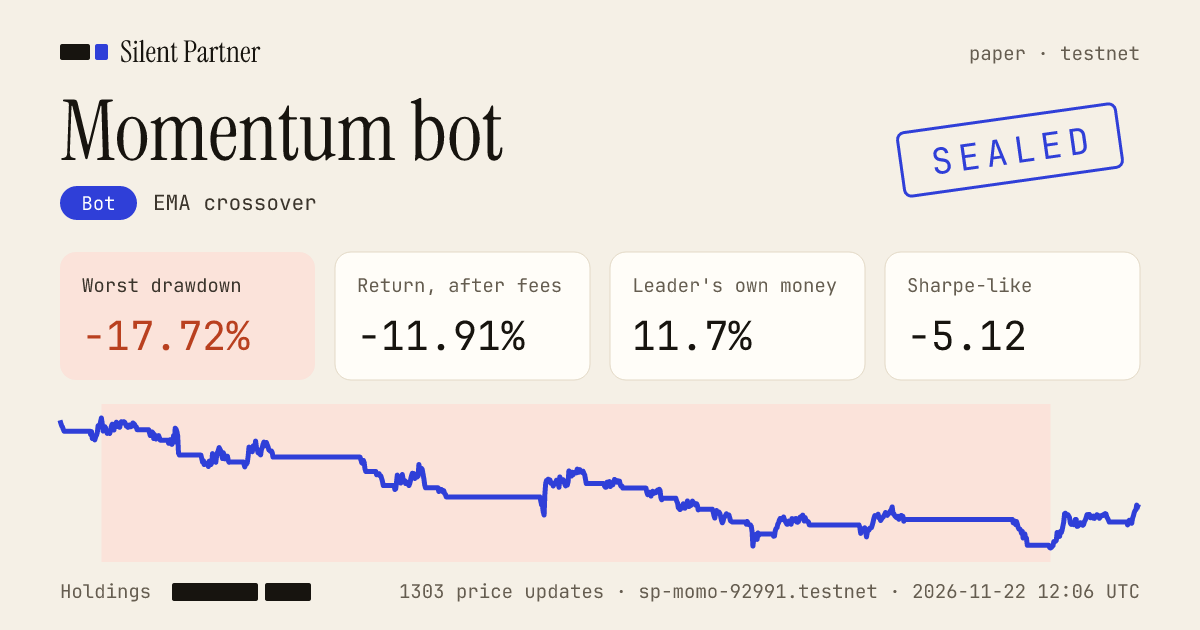 Silent Partner
paper · testnet
Momentum bot
SEALED
Bot EMA crossover
Worst drawdown
-17.72%
Return, after fees
-11.91%
Leader's own money
11.7%
Sharpe-like
-5.12
Holdings
1303 price updates · sp-momo-92991.testnet · 2026-11-22 12:06 UTC